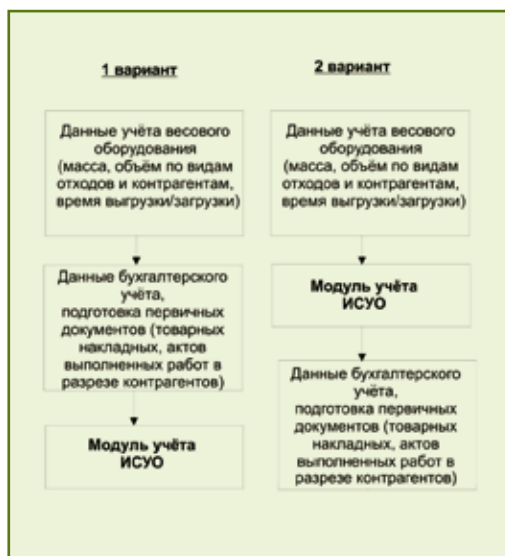 1 вариант
Данные учёта весового
оборудования
(масса, объём по видам
отходов и контрагентам,
время выгрузки/загрузки)
Данные бухгалтерского
учёта,
подготовка первичных
документов (товарных
накладных, актов
выполненных работ в
разрезе контрагентов)
Модуль учёта
ИСУО
2 вариант
Данные учёта весового
оборудования
(масса, объём по видам
отходов и контрагентам,
время выгрузки/загрузки)
Модуль учёта
ИСУО
Данные бухгалтерского
учёта,
подготовка первичных
документов (товарных
накладных, актов
выполненных работ в
разрезе контрагентов)